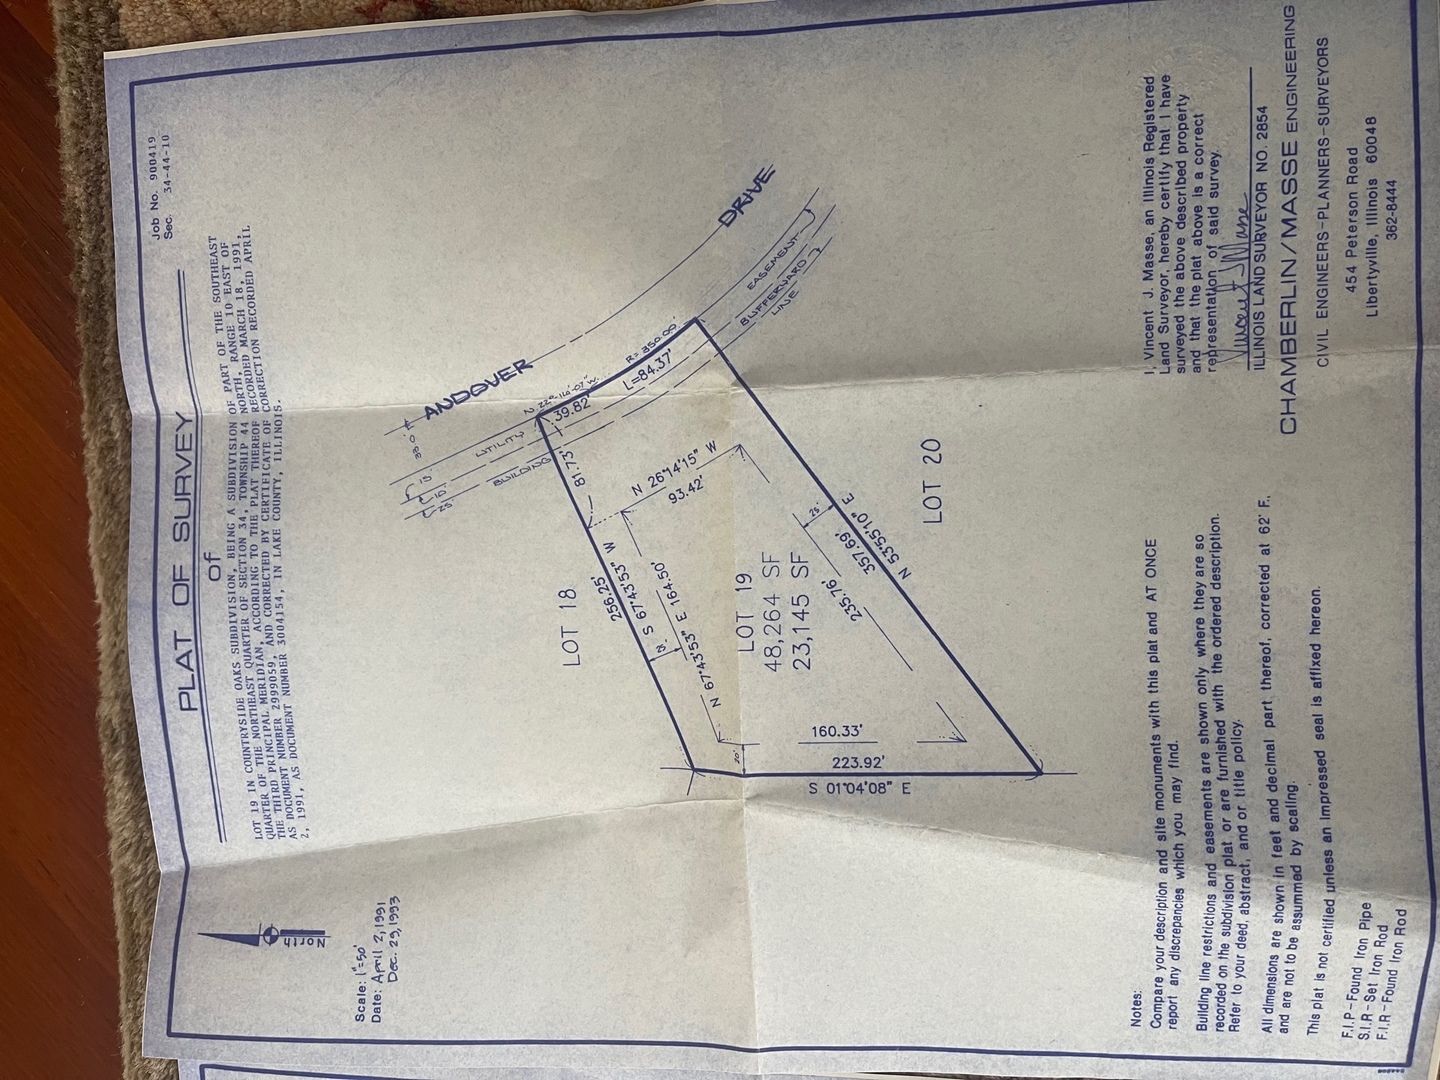 Job No. 900419
Sec. 34-44-10
PLAT OF SURVEY
of
LOT 19 IN COUNTRYSIDE OAKS SUBDIVISION, BEING A SUBDIVISION OF PART OF THE SOUTHEAST
QUARTER OF THE NORTHEAST QUARTER OF SECTION 34, TOWNSHIP 44 NORTH, RANGE 10 EAST OF
THE THIRD PRINCIPAL MERIDIAN, ACCORDING TO THE PLAT THEREOF RECORDED MARCH 18, 1991,
AS DOCUMENT NUMBER 2999059, AND CORRECTED BY CERTIFICATE OF CORRECTION RECORDED APRIL
2, 1991, AS DOCUMENT NUMBER 3004154, IN LAKE COUNTY, ILLINOIS.
North
Scale: 1"=50'
Date: April 2, 1991
Dec. 29, 1993
ANDOVER
DRIVE
33.0'
15'
10'
25'
UTILITY
BUILDING
EASEMENT
BUFFERYARD
LINE
N 22°-14'-07" W
39.82'
R= 350.00'
L=84.37'
81.73'
LOT 18
256.25'
S 67°43'53" W
25'
N 67°43'53" E 164.50'
N 26°14'15" W
93.42'
LOT 19
48,264 SF
23,145 SF
25'
235.76'
357.69'
N 53°55'10" E
LOT 20
20'
160.33'
223.92'
S 01°04'08" E
Notes:
Compare your description and site monuments with this plat and AT ONCE
report any discrepancies which you may find.
Building line restrictions and easements are shown only where they are so
recorded on the subdivision plat or are furnished with the ordered description.
Refer to your deed, abstract, and or title policy.
All dimensions are shown in feet and decimal part thereof, corrected at 62° F.,
and are not to be assumed by scaling.
This plat is not certified unless an impressed seal is affixed hereon.
F.I.P-Found Iron Pipe
S.I.R-Set Iron Rod
F.I.R-Found Iron Rod
I, Vincent J. Masse, an Illinois Registered
Land Surveyor, hereby certify that I have
surveyed the above described property
and that the plat above is a correct
representation of said survey.
Vincent J Masse
ILLINOIS LAND SURVEYOR NO. 2854
CHAMBERLIN/MASSE ENGINEERING
CIVIL ENGINEERS-PLANNERS-SURVEYORS
454 Peterson Road
Libertyville, Illinois 60048
362-8444